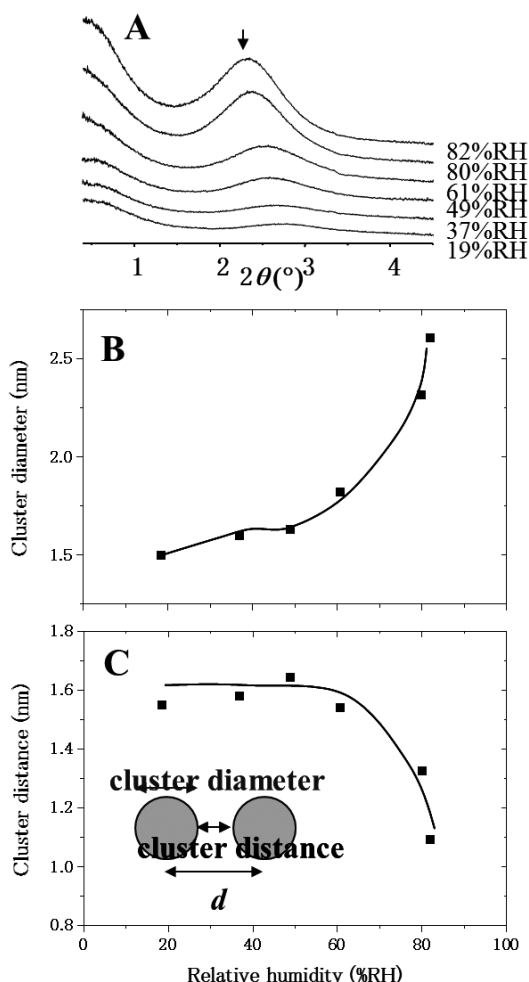 A
82%RH
80%RH
61%RH
49%RH
37%RH
19%RH
1 2 3 4
2θ(°)
B
2.5
2.0
1.5
Cluster diameter (nm)
C
1.8
1.6
1.4
1.2
1.0
0.8
Cluster distance (nm)
cluster diameter
cluster distance
d
0 20 40 60 80 100
Relative humidity (%RH)